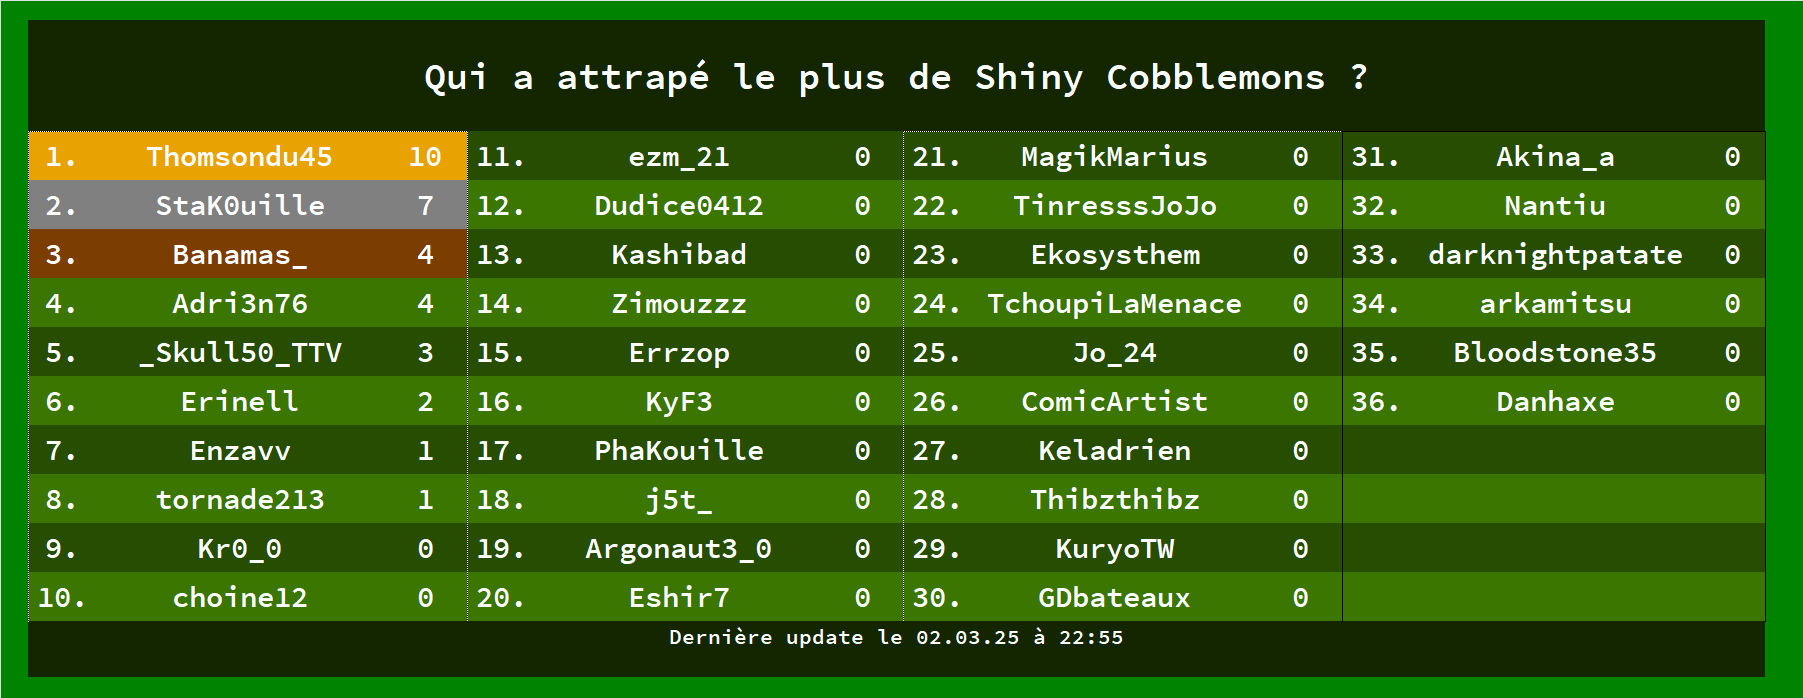 Qui a attrapé le plus de Shiny Cobblemons ?
1. Thomsondu45 10
2. StaK0uille 7
3. Banamas_ 4
4. Adri3n76 4
5. _Skull50_TTV 3
6. Erinell 2
7. Enzavv 1
8. tornade213 1
9. Kr0_0 0
10. choine12 0
11. ezm_21 0
12. Dudice0412 0
13. Kashibad 0
14. Zimouzzz 0
15. Errzop 0
16. KyF3 0
17. PhaKouille 0
18. j5t_ 0
19. Argonaut3_0 0
20. Eshir7 0
21. MagikMarius 0
22. TinresssJoJo 0
23. Ekosysthem 0
24. TchoupiLaMenace 0
25. Jo_24 0
26. ComicArtist 0
27. Keladrien 0
28. Thibzthibz 0
29. KuryoTW 0
30. GDbateaux 0
31. Akina_a 0
32. Nantiu 0
33. darknightpatate 0
34. arkamitsu 0
35. Bloodstone35 0
36. Danhaxe 0
Dernière update le 02.03.25 à 22:55